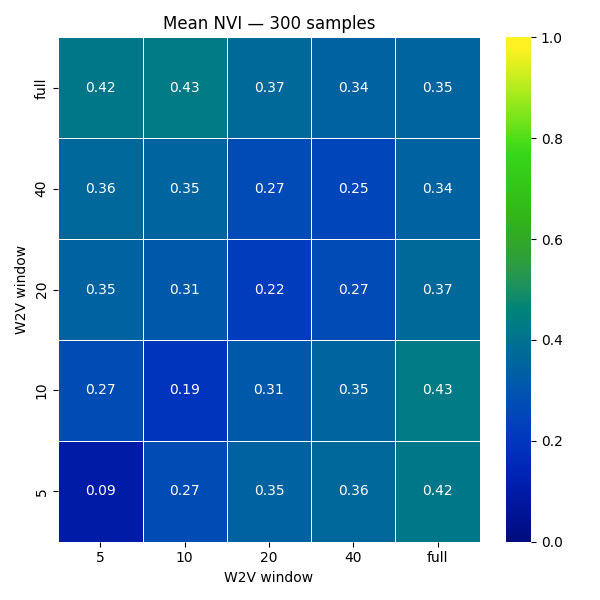 Mean NVI — 300 samples
full 0.42 0.43 0.37 0.34 0.35
40 0.36 0.35 0.27 0.25 0.34
20 0.35 0.31 0.22 0.27 0.37
10 0.27 0.19 0.31 0.35 0.43
5 0.09 0.27 0.35 0.36 0.42
5 10 20 40 full
W2V window
W2V window
1.0
0.8
0.6
0.4
0.2
0.0